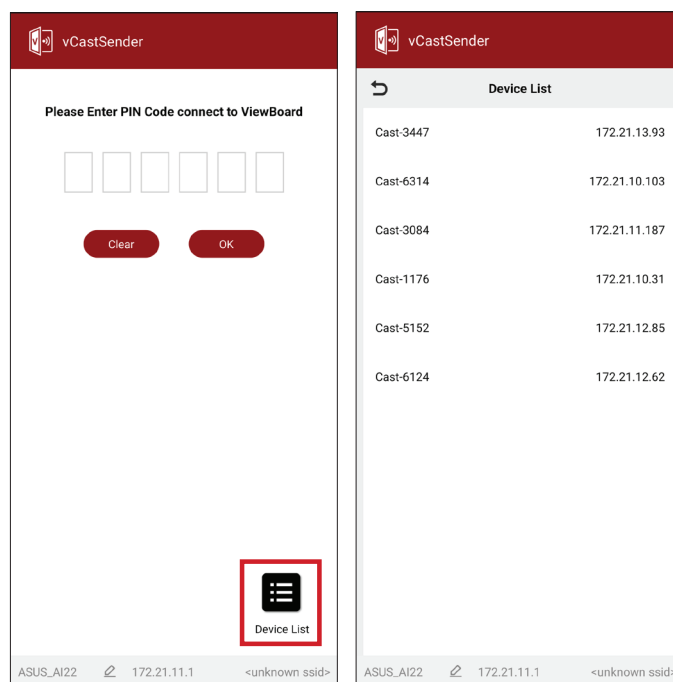 vCastSender
Please Enter PIN Code connect to ViewBoard
Clear OK
Device List
ASUS_AI22 172.21.11.1 <unknown ssid>
vCastSender
Device List
Cast-3447 172.21.13.93
Cast-6314 172.21.10.103
Cast-3084 172.21.11.187
Cast-1176 172.21.10.31
Cast-5152 172.21.12.85
Cast-6124 172.21.12.62
ASUS_AI22 172.21.11.1 <unknown ssid>